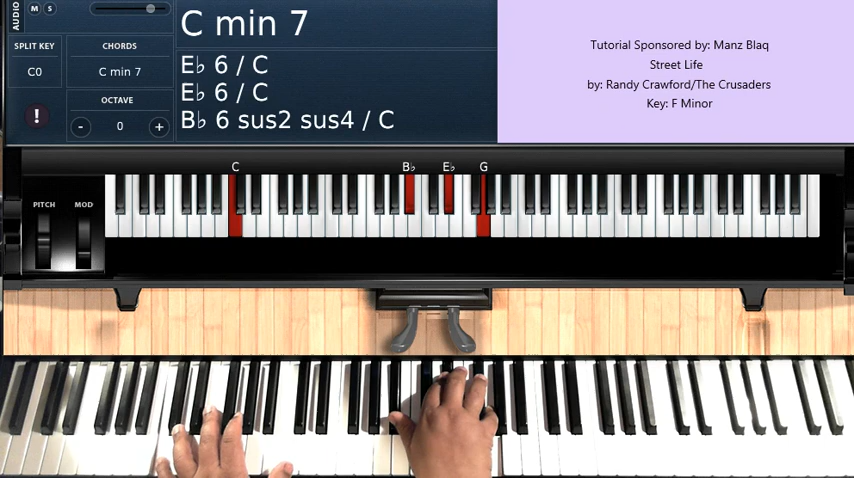 AUDIO
M S
SPLIT KEY
C0
CHORDS
C min 7
OCTAVE
- 0 +
!
C min 7
E♭ 6 / C
E♭ 6 / C
B♭ 6 sus2 sus4 / C
Tutorial Sponsored by: Manz Blaq
Street Life
by: Randy Crawford/The Crusaders
Key: F Minor
C B♭ E♭ G
PITCH MOD